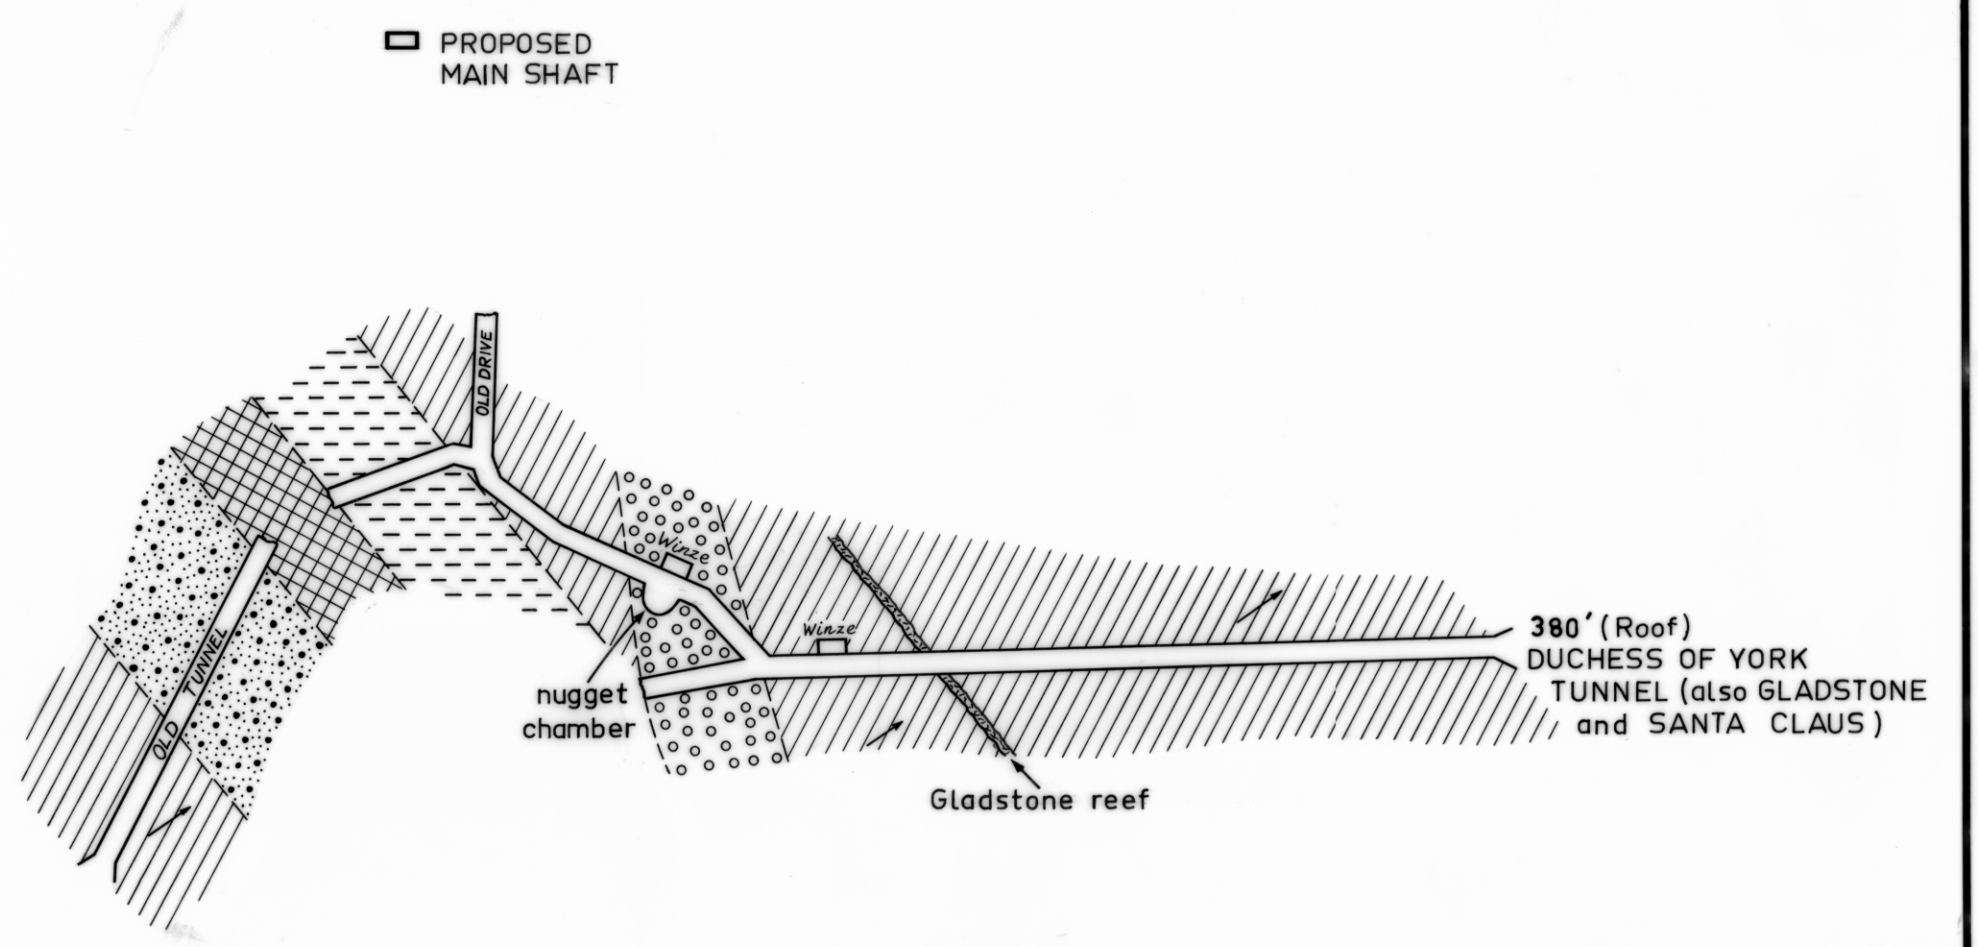 PROPOSED
MAIN SHAFT
OLD DRIVE
Winze
Winze
380′ (Roof)
DUCHESS OF YORK
TUNNEL (also GLADSTONE
and SANTA CLAUS)
nugget
chamber
OLD TUNNEL
Gladstone reef